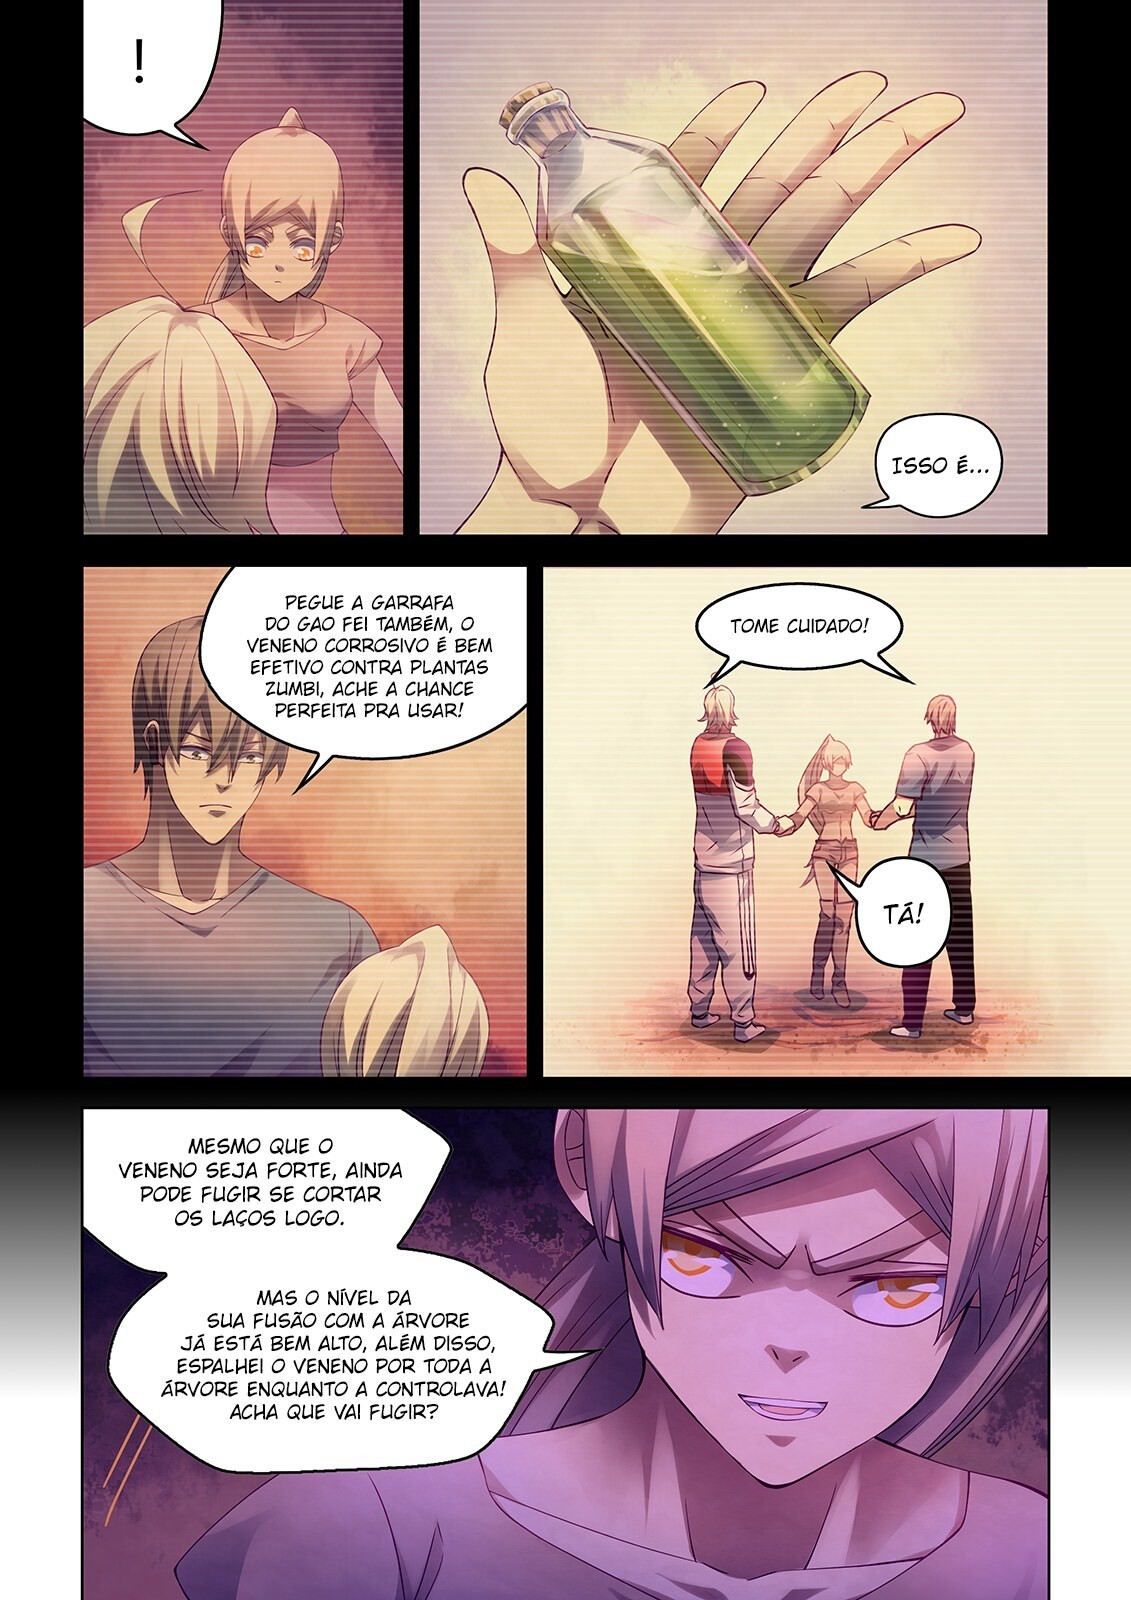 !
ISSO É...
PEGUE A GARRAFA
DO GAO FEI TAMBÉM, O
VENENO CORROSIVO É BEM
EFETIVO CONTRA PLANTAS
ZUMBI, ACHE A CHANCE
PERFEITA PRA USAR!
TOME CUIDADO!
TÁ!
MESMO QUE O
VENENO SEJA FORTE, AINDA
PODE FUGIR SE CORTAR
OS LAÇOS LOGO.
MAS O NÍVEL DA
SUA FUSÃO COM A ÁRVORE
JÁ ESTÁ BEM ALTO, ALÉM DISSO,
ESPALHEI O VENENO POR TODA A
ÁRVORE ENQUANTO A CONTROLAVA!
ACHA QUE VAI FUGIR?